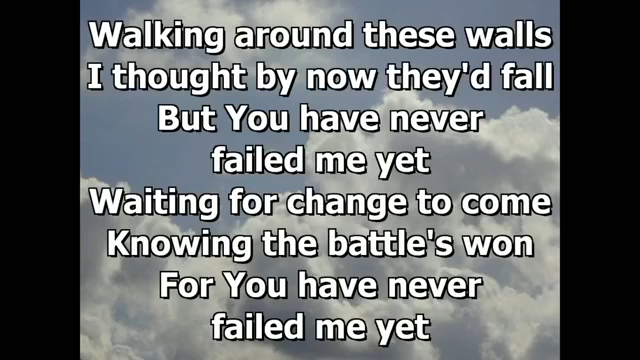 Walking around these walls
I thought by now they'd fall
But You have never
failed me yet
Waiting for change to come
Knowing the battle's won
For You have never
failed me yet